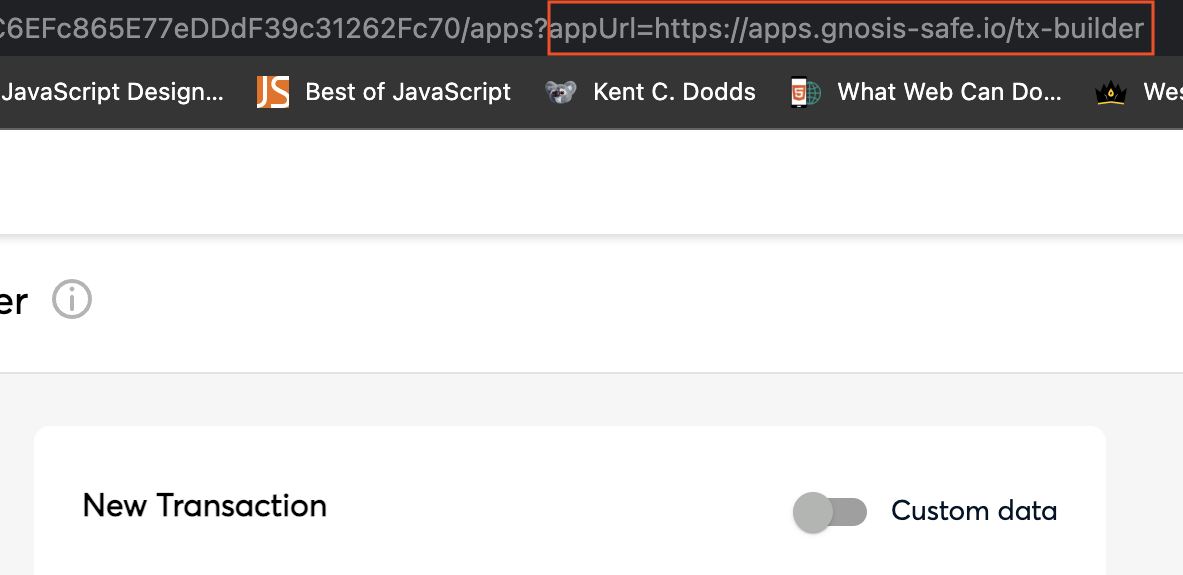 C6EFc865E77eDDdF39c31262Fc70/apps?appUrl=https://apps.gnosis-safe.io/tx-builder
JavaScript Design... JS Best of JavaScript Kent C. Dodds 5 What Web Can Do... Wes
er i
New Transaction Custom data